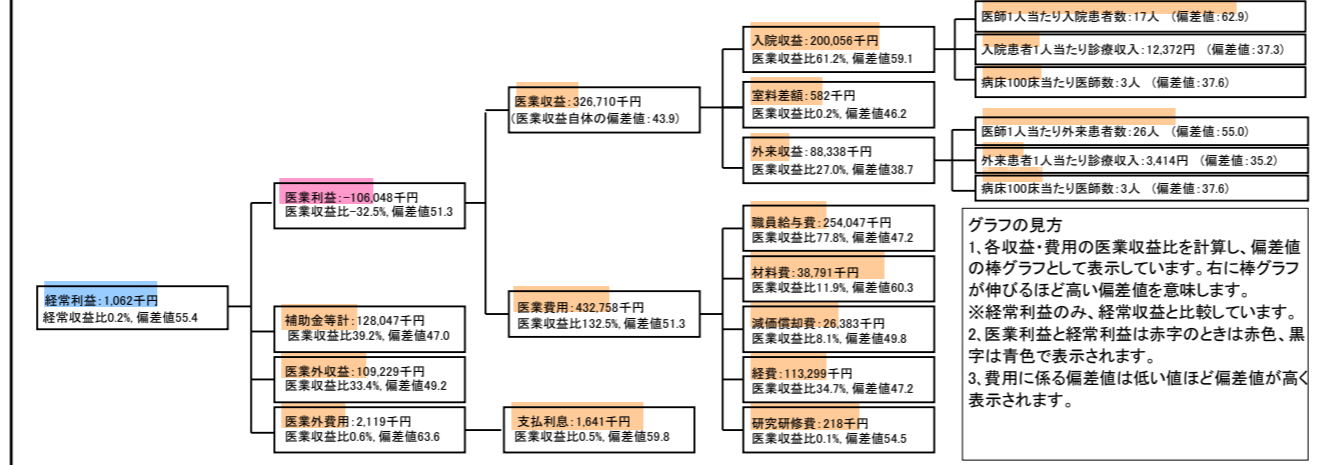 経常利益:1,062千円
経常収益比0.2%, 偏差値55.4
医業利益:-106,048千円
医業収益比-32.5%, 偏差値51.3
補助金等計:128,047千円
医業収益比39.2%, 偏差値47.0
医業外収益:109,229千円
医業収益比33.4%, 偏差値49.2
医業外費用:2,119千円
医業収益比0.6%, 偏差値63.6
医業収益:326,710千円
(医業収益自体の偏差値:43.9)
医業費用:432,758千円
医業収益比132.5%, 偏差値51.3
支払利息:1,641千円
医業収益比0.5%, 偏差値59.8
入院収益:200,056千円
医業収益比61.2%, 偏差値59.1
室料差額:582千円
医業収益比0.2%, 偏差値46.2
外来収益:88,338千円
医業収益比27.0%, 偏差値38.7
職員給与費:254,047千円
医業収益比77.8%, 偏差値47.2
材料費:38,791千円
医業収益比11.9%, 偏差値60.3
減価償却費:26,383千円
医業収益比8.1%, 偏差値49.8
経費:113,299千円
医業収益比34.7%, 偏差値47.2
研究研修費:218千円
医業収益比0.1%, 偏差値54.5
医師1人当たり入院患者数:17人 (偏差値:62.9)
入院患者1人当たり診療収入:12,372円 (偏差値:37.3)
病床100床当たり医師数:3人 (偏差値:37.6)
医師1人当たり外来患者数:26人 (偏差値:55.0)
外来患者1人当たり診療収入:3,414円 (偏差値:35.2)
病床100床当たり医師数:3人 (偏差値:37.6)
グラフの見方
1、各収益・費用の医業収益比を計算し、偏差値
の棒グラフとして表示しています。右に棒グラフ
が伸びるほど高い偏差値を意味します。
※経常利益のみ、経常収益と比較しています。
2、医業利益と経常利益は赤字のときは赤色、黒
字は青色で表示されます。
3、費用に係る偏差値は低い値ほど偏差値が高く
表示されます。